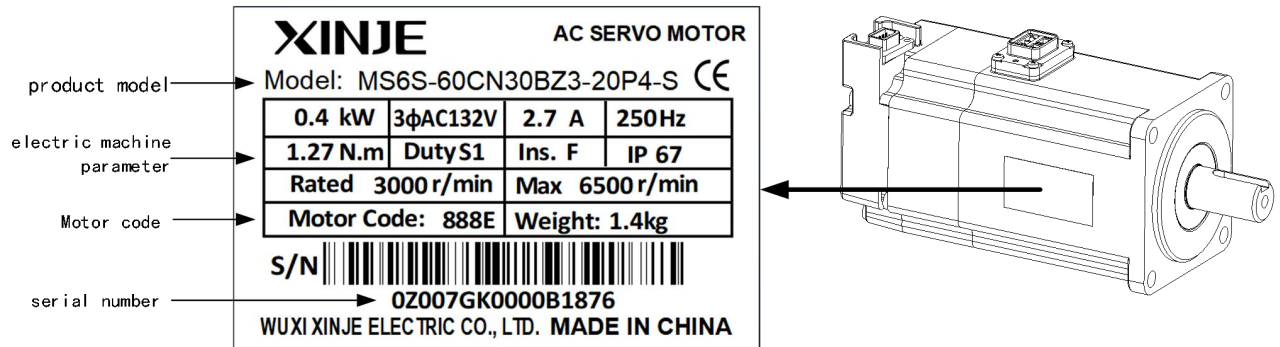 XINJE AC SERVO MOTOR
product model
Model: MS6S-60CN30BZ3-20P4-S CE
electric machine
parameter
0.4 kW 3ϕAC132V 2.7 A 250Hz
1.27 N.m Duty S1 Ins. F IP 67
Rated 3000 r/min Max 6500 r/min
Motor code
Motor Code: 888E Weight: 1.4kg
S/N
serial number
0Z007GK0000B1876
WUXI XINJE ELECTRIC CO., LTD. MADE IN CHINA